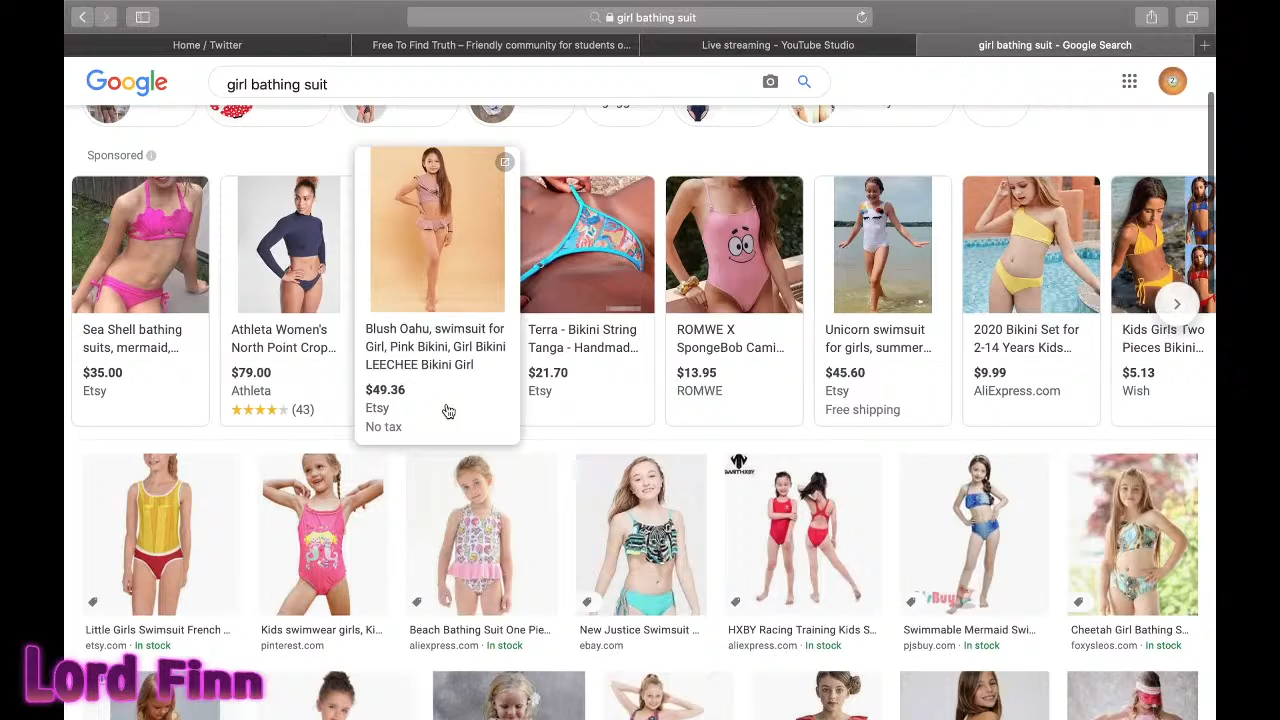 girl bathing suit
Home / Twitter
Free To Find Truth – Friendly community for students o...
Live streaming - YouTube Studio
girl bathing suit - Google Search
Google
girl bathing suit
Sponsored
Sea Shell bathing
suits, mermaid,...
$35.00
Etsy
Athleta Women's
North Point Crop...
$79.00
Athleta
(43)
Blush Oahu, swimsuit for
Girl, Pink Bikini, Girl Bikini
LEECHEE Bikini Girl
$49.36
Etsy
No tax
Terra - Bikini String
Tanga - Handmad...
$21.70
Etsy
ROMWE X
SpongeBob Cami...
$13.95
ROMWE
Unicorn swimsuit
for girls, summer...
$45.60
Etsy
Free shipping
2020 Bikini Set for
2-14 Years Kids...
$9.99
AliExpress.com
Kids Girls Two
Pieces Bikini...
$5.13
Wish
Little Girls Swimsuit French ...
etsy.com · In stock
Kids swimwear girls, Ki...
pinterest.com
Beach Bathing Suit One Pie...
aliexpress.com · In stock
New Justice Swimsuit ...
ebay.com
HXBY Racing Training Kids S...
aliexpress.com · In stock
Swimmable Mermaid Swi...
pjsbuy.com · In stock
Cheetah Girl Bathing S...
foxysleos.com · In stock
Lord Finn